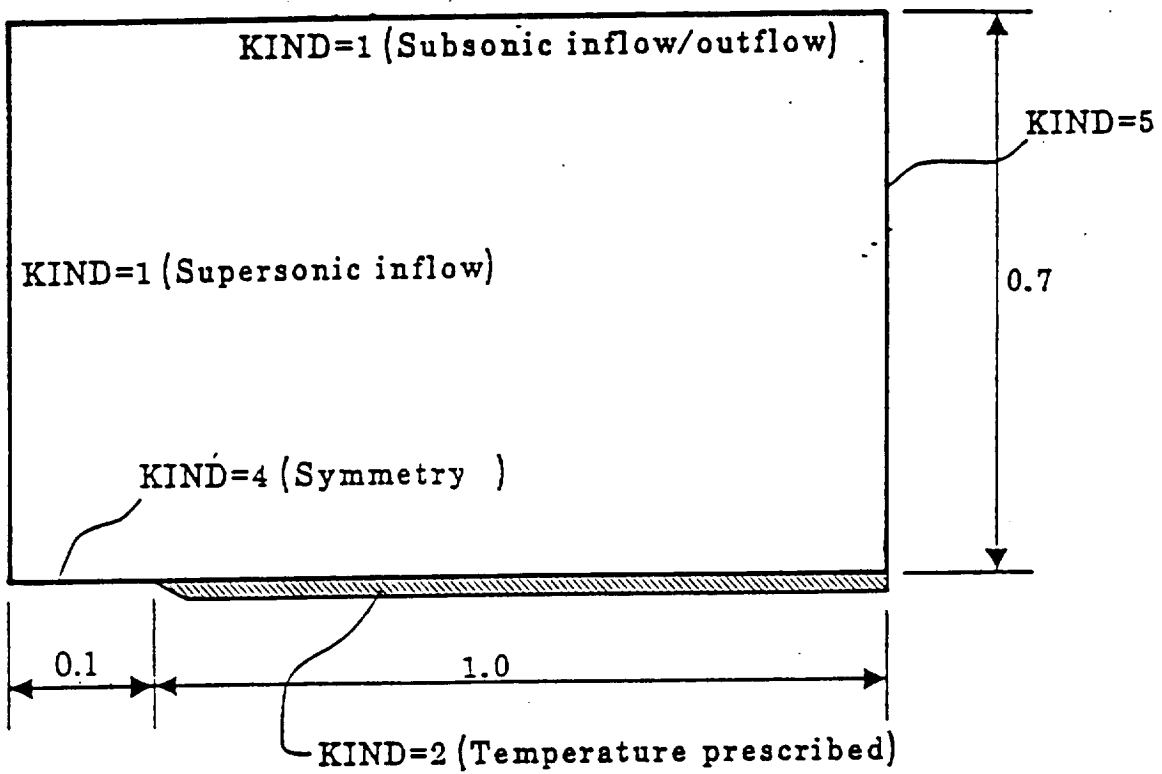 KIND=1 (Subsonic inflow/outflow)
KIND=5
KIND=1 (Supersonic inflow)
0.7
KIND=4 (Symmetry )
0.1
1.0
KIND=2 (Temperature prescribed)